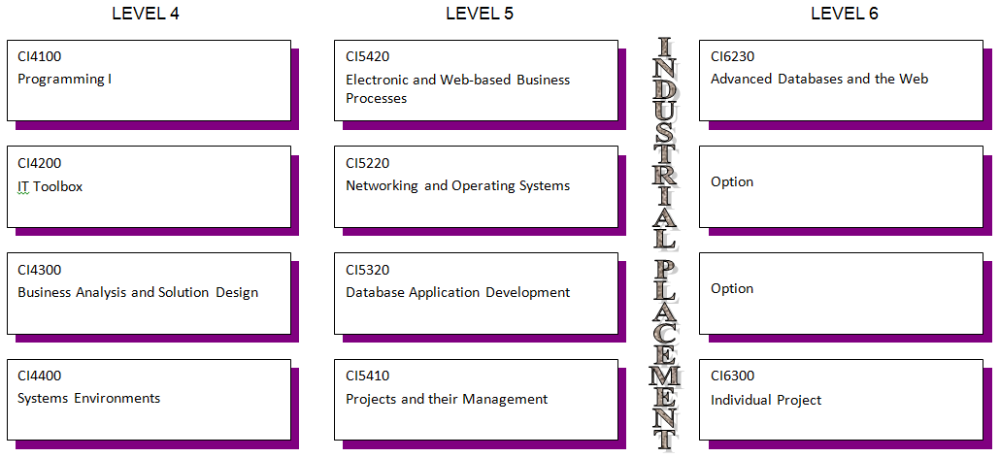 LEVEL 4
LEVEL 5
LEVEL 6
CI4100
Programming I
CI5420
Electronic and Web-based Business
Processes
CI6230
Advanced Databases and the Web
CI4200
IT Toolbox
CI5220
Networking and Operating Systems
Option
CI4300
Business Analysis and Solution Design
CI5320
Database Application Development
Option
CI4400
Systems Environments
CI5410
Projects and their Management
CI6300
Individual Project
INDUSTRIAL PLACEMENT